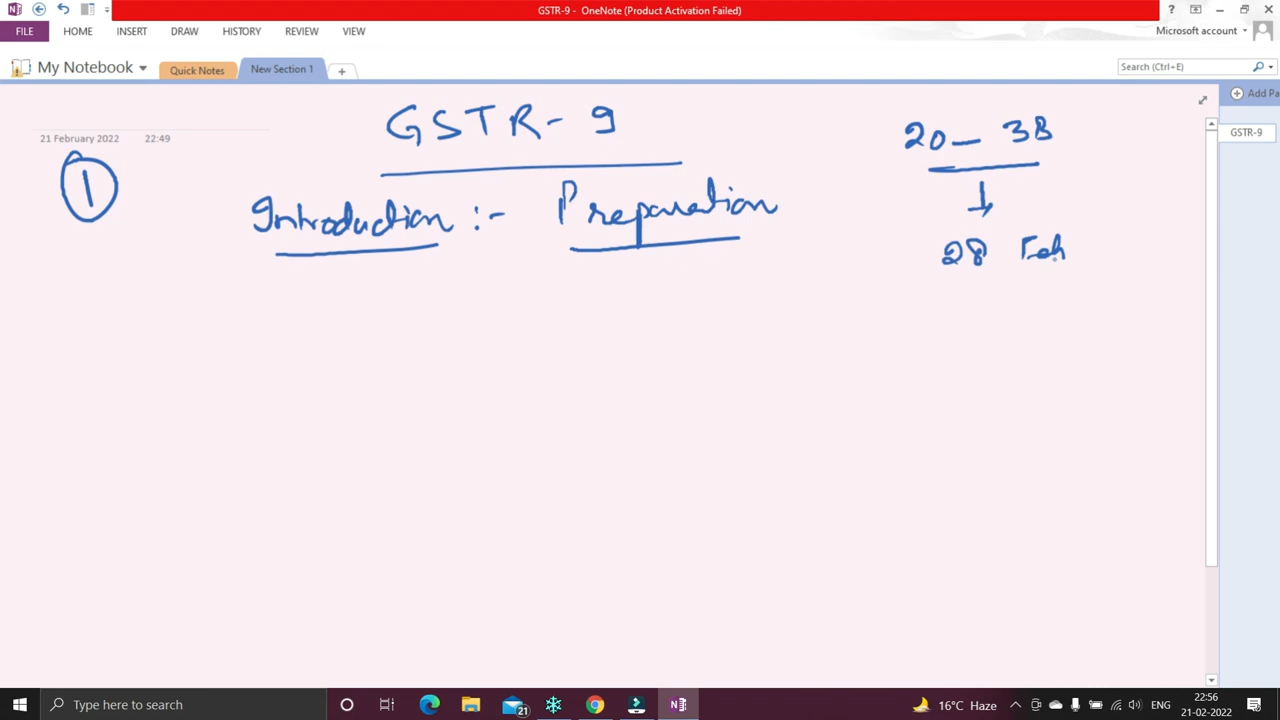 GSTR-9 - OneNote (Product Activation Failed)
FILE HOME INSERT DRAW HISTORY REVIEW VIEW
Microsoft account
My Notebook
Quick Notes
New Section 1
Search (Ctrl+E)
Add Pa
GSTR-9
21 February 2022 22:49
GSTR-9
20-38
1
Introduction :- Preparation
28 Feb
Type here to search
21
16°C Haze
ENG
22:56
21-02-2022